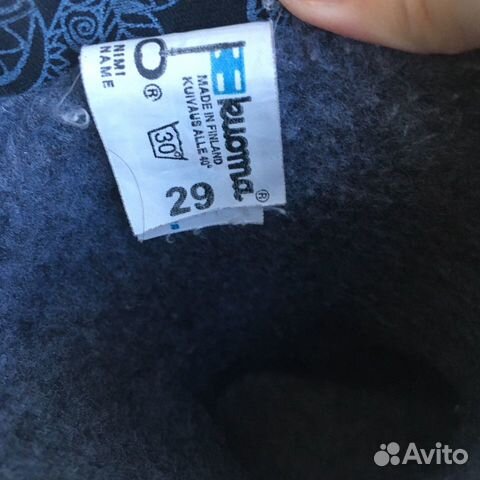 NIMI
NAME
®
30°
MADE IN FINLAND
KUIVAUS ALLE 40°
kuoma®
29
Avito